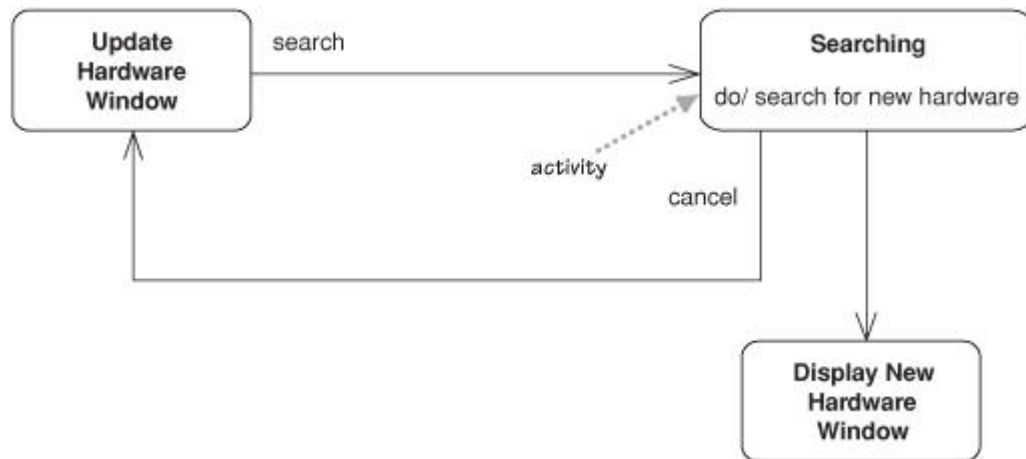 Update
Hardware
Window
search
Searching
do/ search for new hardware
activity
cancel
Display New
Hardware
Window